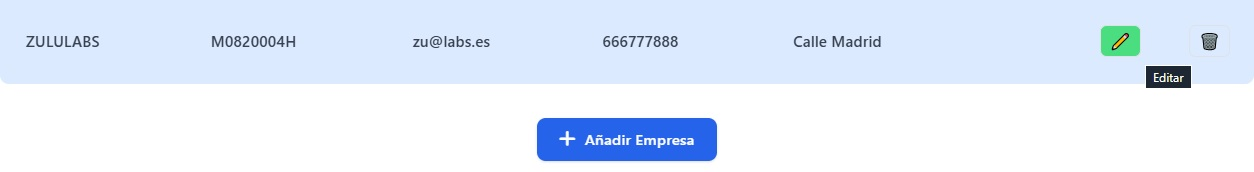 ZULULABS M0820004H zu@labs.es 666777888 Calle Madrid
Editar
Añadir Empresa